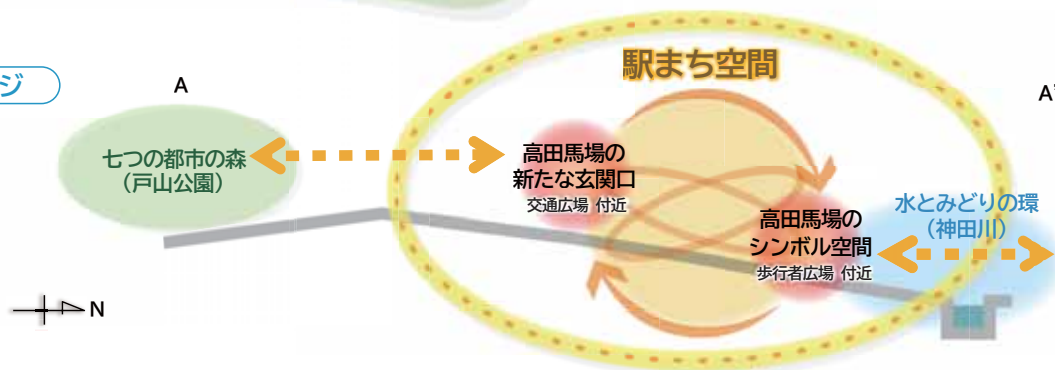 ジ
A
駅まち空間
A'
七つの都市の森
(戸山公園)
高田馬場の
新たな玄関口
交通広場 付近
高田馬場の
シンボル空間
歩行者広場 付近
水とみどりの環
(神田川)
N